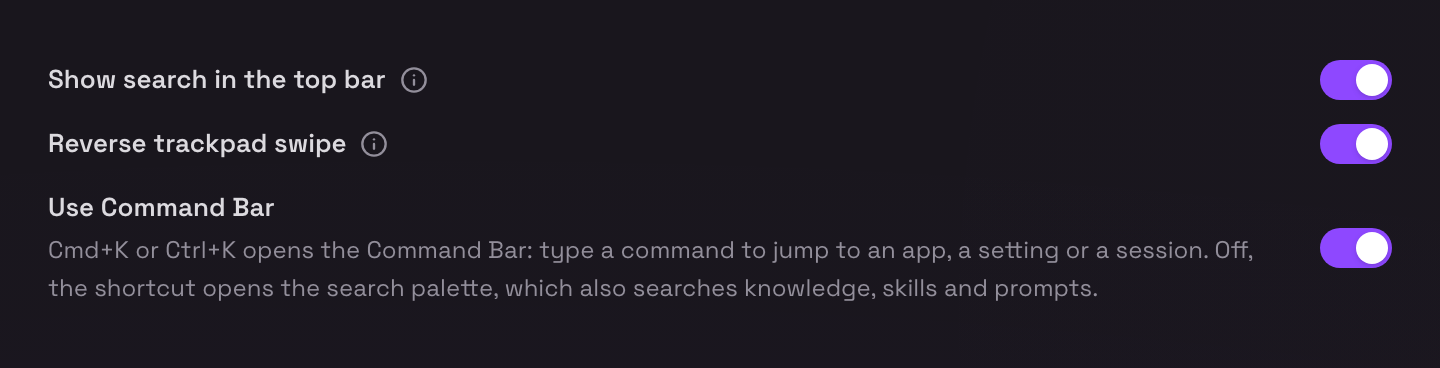 Show search in the top bar
Reverse trackpad swipe
Use Command Bar
Cmd+K or Ctrl+K opens the Command Bar: type a command to jump to an app, a setting or a session. Off,
the shortcut opens the search palette, which also searches knowledge, skills and prompts.